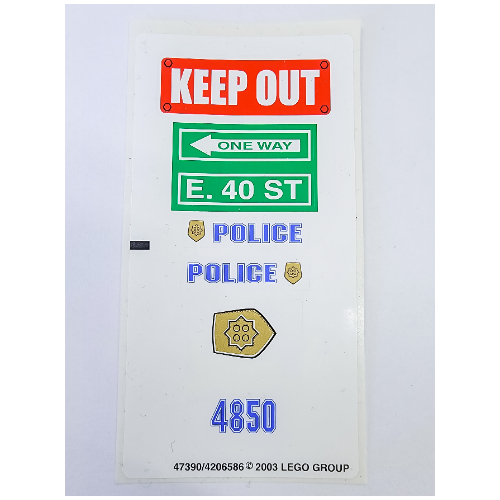 KEEP OUT
ONE WAY
E. 40 ST
POLICE
POLICE
4850
47390/4206586 © 2003 LEGO GROUP